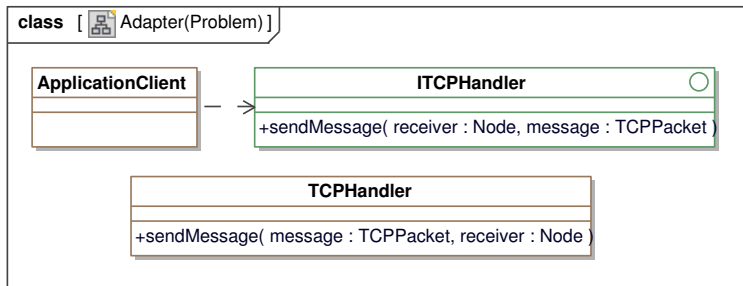 class [ Adapter(Problem) ]
ApplicationClient
ITCPHandler
+sendMessage( receiver : Node, message : TCPPacket )
TCPHandler
+sendMessage( message : TCPPacket, receiver : Node )